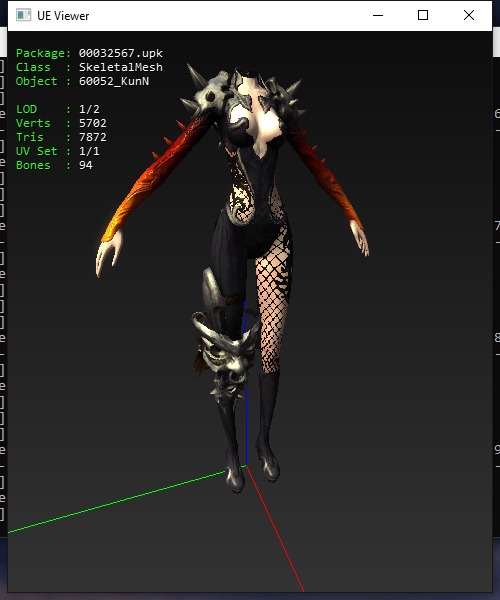 UE Viewer
Package: 00032567.upk
Class : SkeletalMesh
Object : 60052_KunN
LOD : 1/2
Verts : 5702
Tris : 7872
UV Set : 1/1
Bones : 94